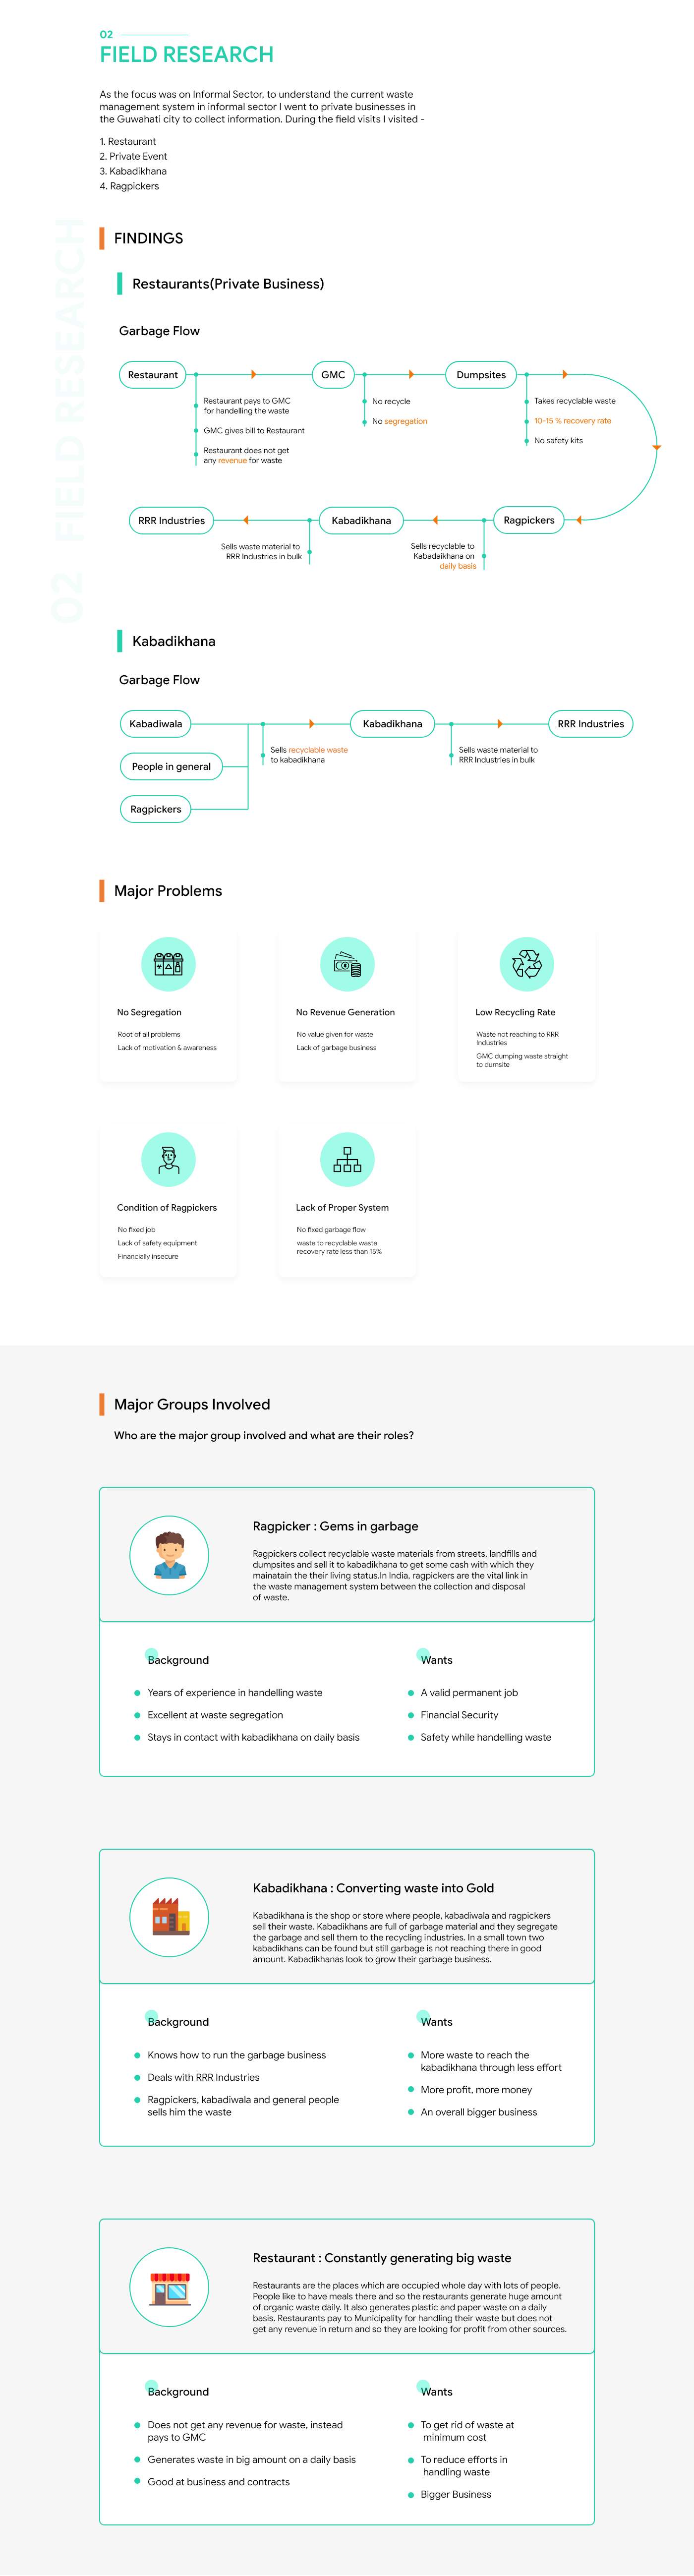 02
FIELD RESEARCH
As the focus was on Informal Sector, to understand the current waste
management system in informal sector I went to private businesses in
the Guwahati city to collect information. During the field visits I visited -
1. Restaurant
2. Private Event
3. Kabadikhana
4. Ragpickers
02 FIELD RESEARCH
FINDINGS
Restaurants(Private Business)
Garbage Flow
Restaurant
GMC
Dumpsites
Restaurant pays to GMC
for handelling the waste
GMC gives bill to Restaurant
Restaurant does not get
any revenue for waste
No recycle
No segregation
Takes recyclable waste
10-15 % recovery rate
No safety kits
RRR Industries
Kabadikhana
Ragpickers
Sells waste material to
RRR Industries in bulk
Sells recyclable to
Kabadaikhana on
daily basis
Kabadikhana
Garbage Flow
Kabadiwala
Kabadikhana
RRR Industries
People in general
Ragpickers
Sells recyclable waste
to kabadikhana
Sells waste material to
RRR Industries in bulk
Major Problems
No Segregation
Root of all problems
Lack of motivation & awareness
No Revenue Generation
No value given for waste
Lack of garbage business
Low Recycling Rate
Waste not reaching to RRR
Industries
GMC dumping waste straight
to dumsite
Condition of Ragpickers
No fixed job
Lack of safety equipment
Financially insecure
Lack of Proper System
No fixed garbage flow
waste to recyclable waste
recovery rate less than 15%
Major Groups Involved
Who are the major group involved and what are their roles?
Ragpicker : Gems in garbage
Ragpickers collect recyclable waste materials from streets, landfills and
dumpsites and sell it to kabadikhana to get some cash with which they
mainatain the their living status.In India, ragpickers are the vital link in
the waste management system between the collection and disposal
of waste.
Background
Years of experience in handelling waste
Excellent at waste segregation
Stays in contact with kabadikhana on daily basis
Wants
A valid permanent job
Financial Security
Safety while handelling waste
Kabadikhana : Converting waste into Gold
Kabadikhana is the shop or store where people, kabadiwala and ragpickers
sell their waste. Kabadikhans are full of garbage material and they segregate
the garbage and sell them to the recycling industries. In a small town two
kabadikhans can be found but still garbage is not reaching there in good
amount. Kabadikhanas look to grow their garbage business.
Background
Knows how to run the garbage business
Deals with RRR Industries
Ragpickers, kabadiwala and general people
sells him the waste
Wants
More waste to reach the
kabadikhana through less effort
More profit, more money
An overall bigger business
Restaurant : Constantly generating big waste
Restaurants are the places which are occupied whole day with lots of people.
People like to have meals there and so the restaurants generate huge amount
of organic waste daily. It also generates plastic and paper waste on a daily
basis. Restaurants pay to Municipality for handling their waste but does not
get any revenue in return and so they are looking for profit from other sources.
Background
Does not get any revenue for waste, instead
pays to GMC
Generates waste in big amount on a daily basis
Good at business and contracts
Wants
To get rid of waste at
minimum cost
To reduce efforts in
handling waste
Bigger Business